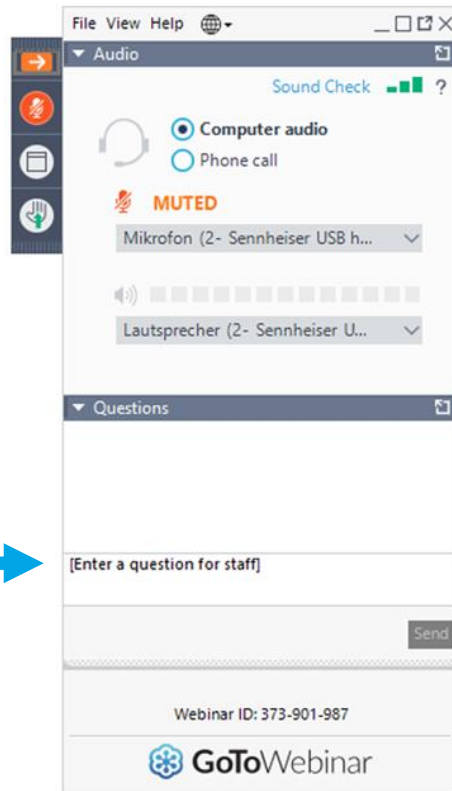 File View Help
Audio
Sound Check ?
Computer audio
Phone call
MUTED
Mikrofon (2- Sennheiser USB h...
Lautsprecher (2- Sennheiser U...
Questions
[Enter a question for staff]
Send
Webinar ID: 373-901-987
GoToWebinar